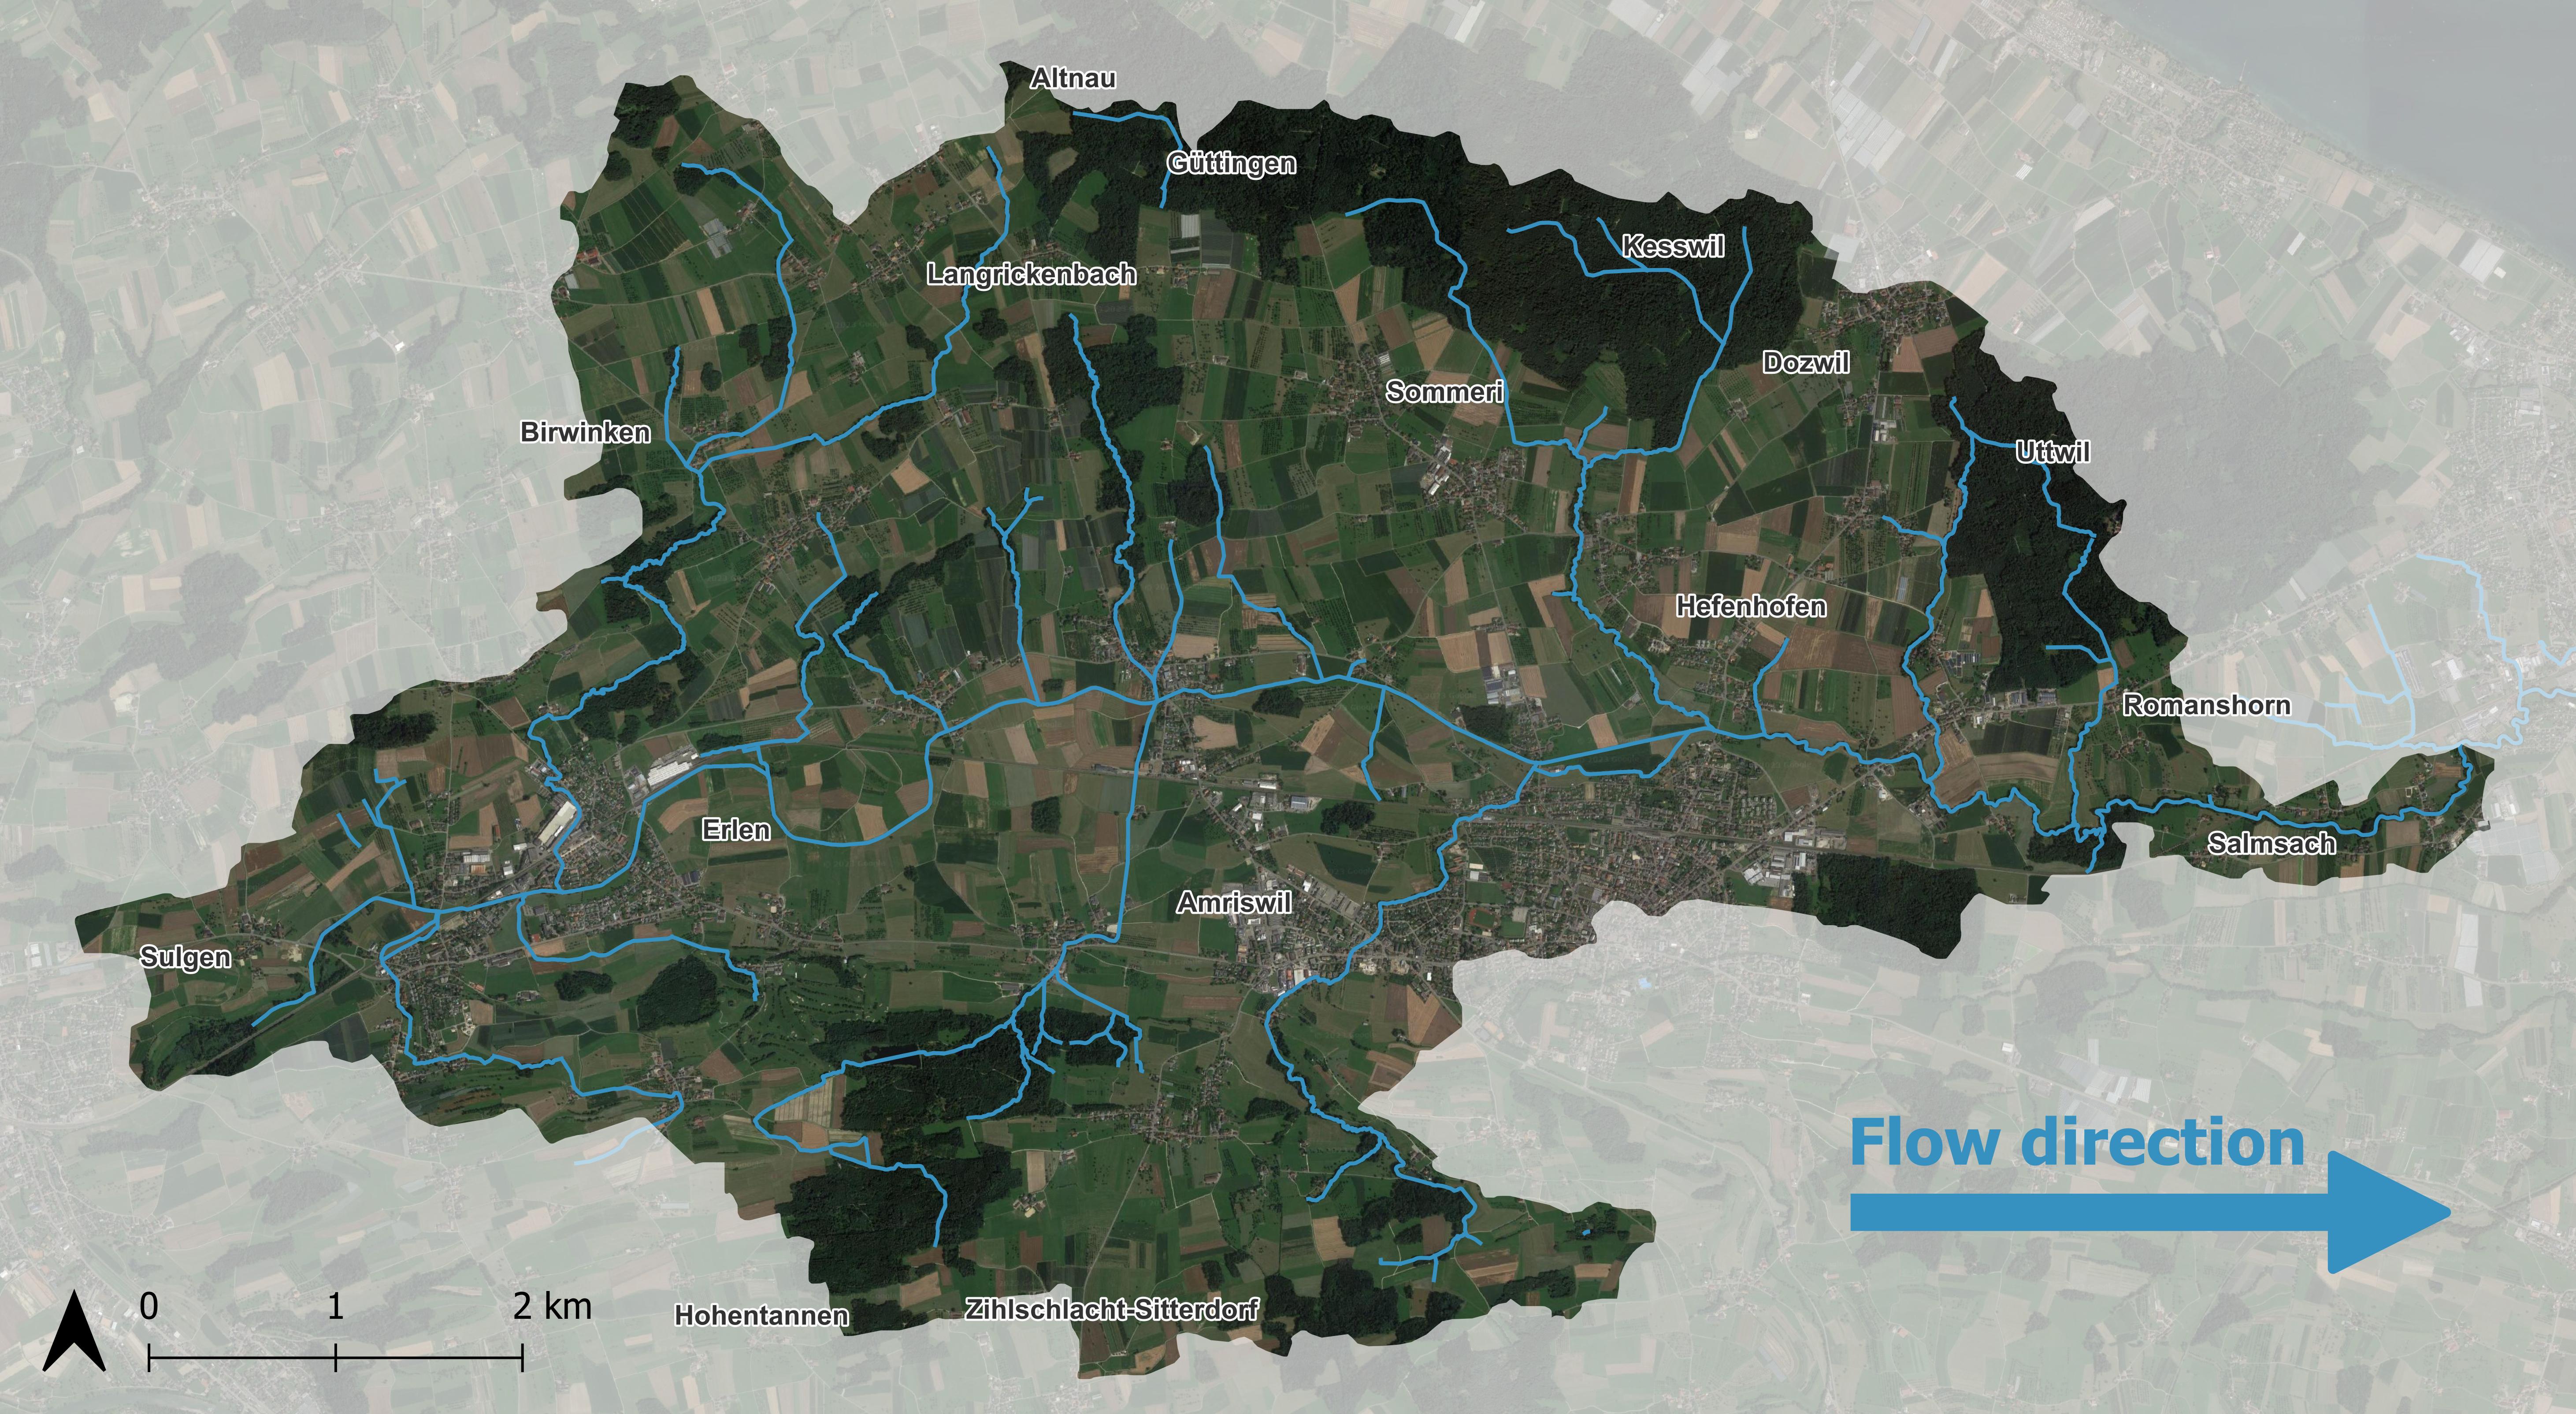 Altnau
Güttingen
Kesswil
Langrickenbach
Dozwil
Sommeri
Birwinken
Uttwil
Hefenhofen
Romanshorn
Erlen
Salmsach
Amriswil
Sulgen
Flow direction
0 1 2 km
Hohentannen
Zihlschlacht-Sitterdorf